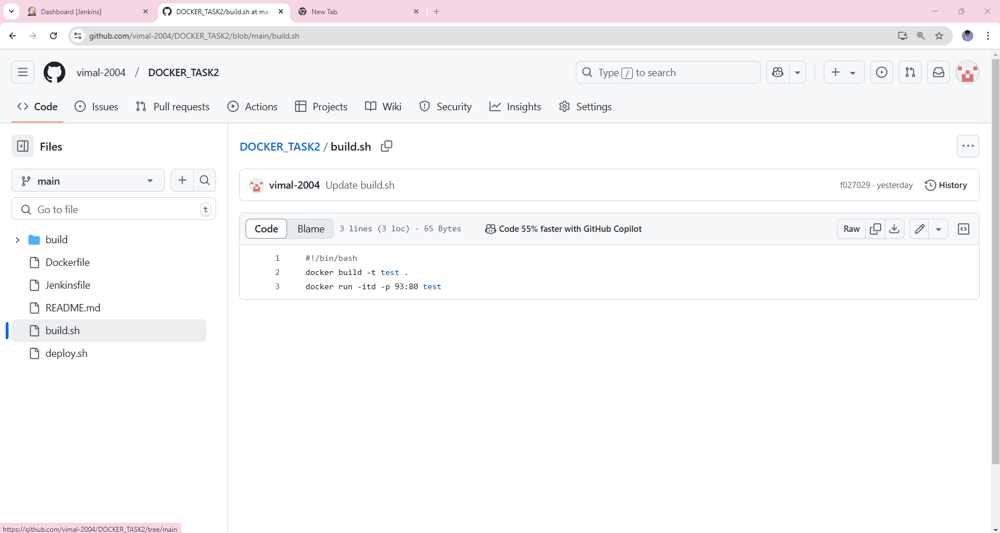 Dashboard [Jenkins]
DOCKER_TASK2/build.sh at mai
New Tab
github.com/vimal-2004/DOCKER_TASK2/blob/main/build.sh
vimal-2004 / DOCKER_TASK2
Type / to search
Code
Issues
Pull requests
Actions
Projects
Wiki
Security
Insights
Settings
Files
main
Go to file
t
build
Dockerfile
Jenkinsfile
README.md
build.sh
deploy.sh
DOCKER_TASK2 / build.sh
vimal-2004 Update build.sh
f027029 · yesterday
History
Code
Blame
3 lines (3 loc) · 65 Bytes
Code 55% faster with GitHub Copilot
Raw
1 #!/bin/bash
2 docker build -t test .
3 docker run -itd -p 93:80 test
https://github.com/vimal-2004/DOCKER_TASK2/tree/main